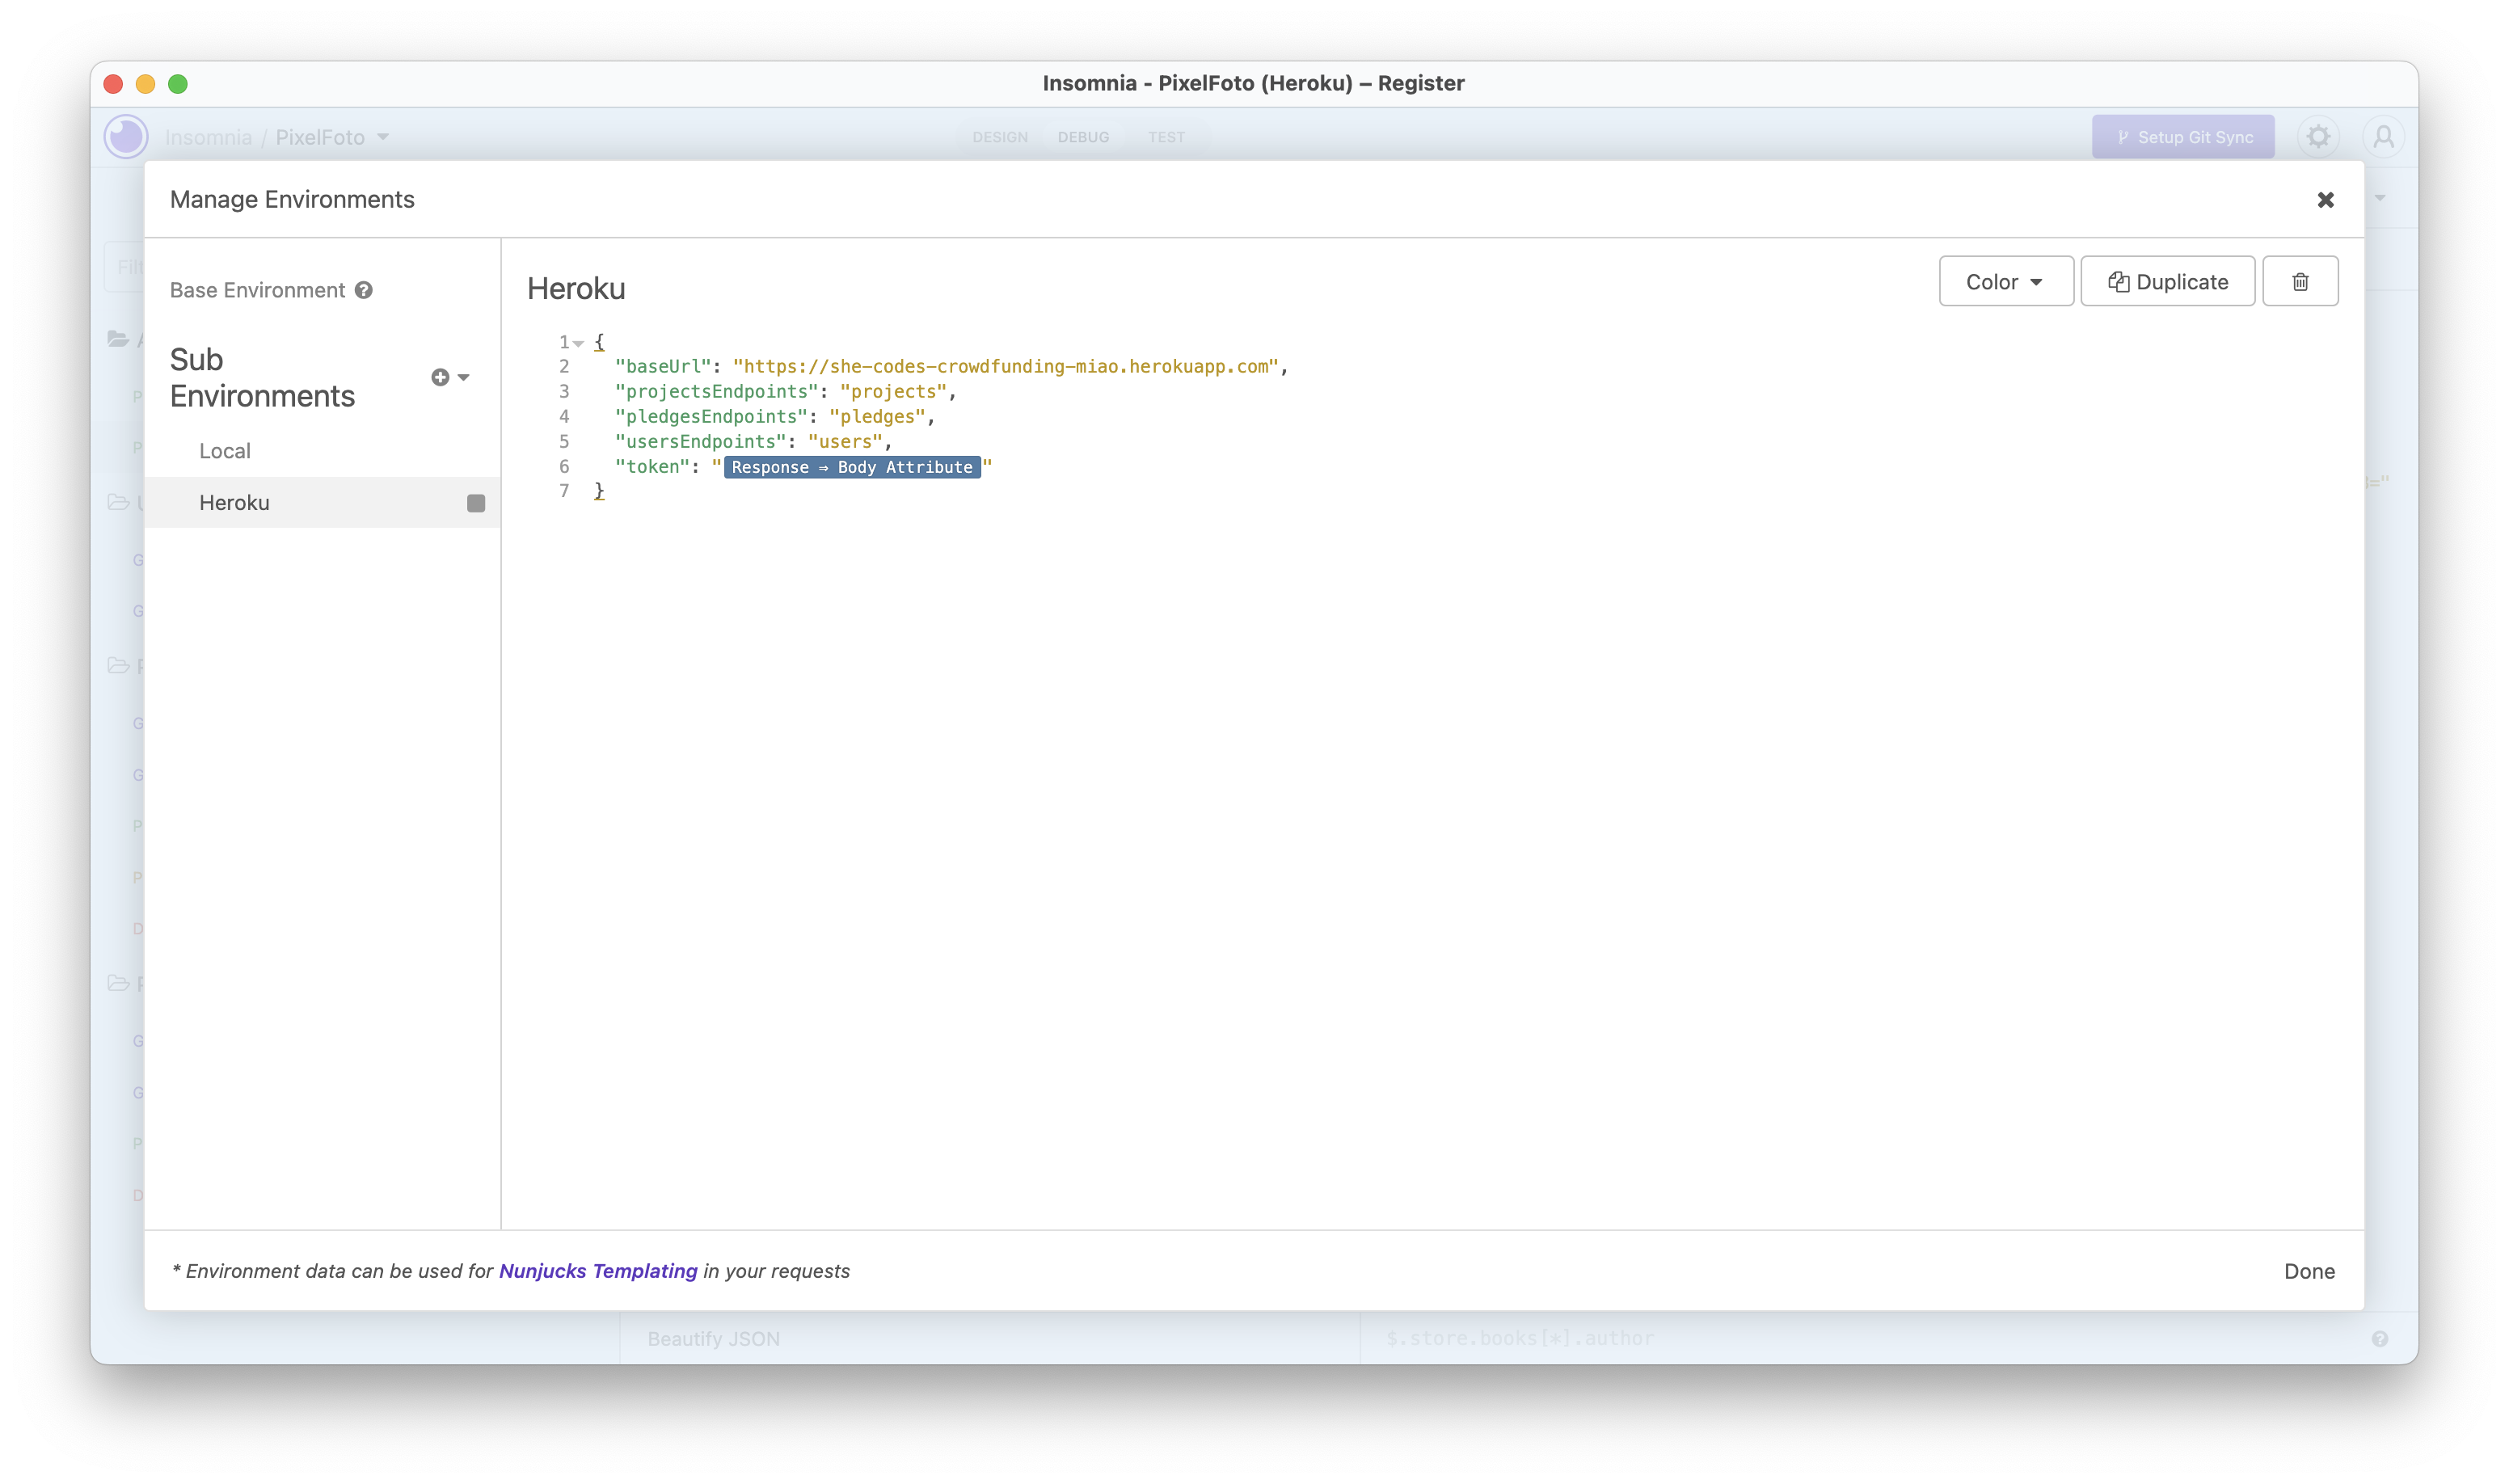 Insomnia - PixelFoto (Heroku) – Register
Insomnia / PixelFoto
DESIGN DEBUG TEST
Setup Git Sync
Manage Environments
Base Environment
Sub
Environments
Local
Heroku
Heroku
Color
Duplicate
1 {
2 "baseUrl": "https://she-codes-crowdfunding-miao.herokuapp.com",
3 "projectsEndpoints": "projects",
4 "pledgesEndpoints": "pledges",
5 "usersEndpoints": "users",
6 "token": "Response ⇒ Body Attribute"
7 }
* Environment data can be used for Nunjucks Templating in your requests
Done
Beautify JSON
$.store.books[*].author